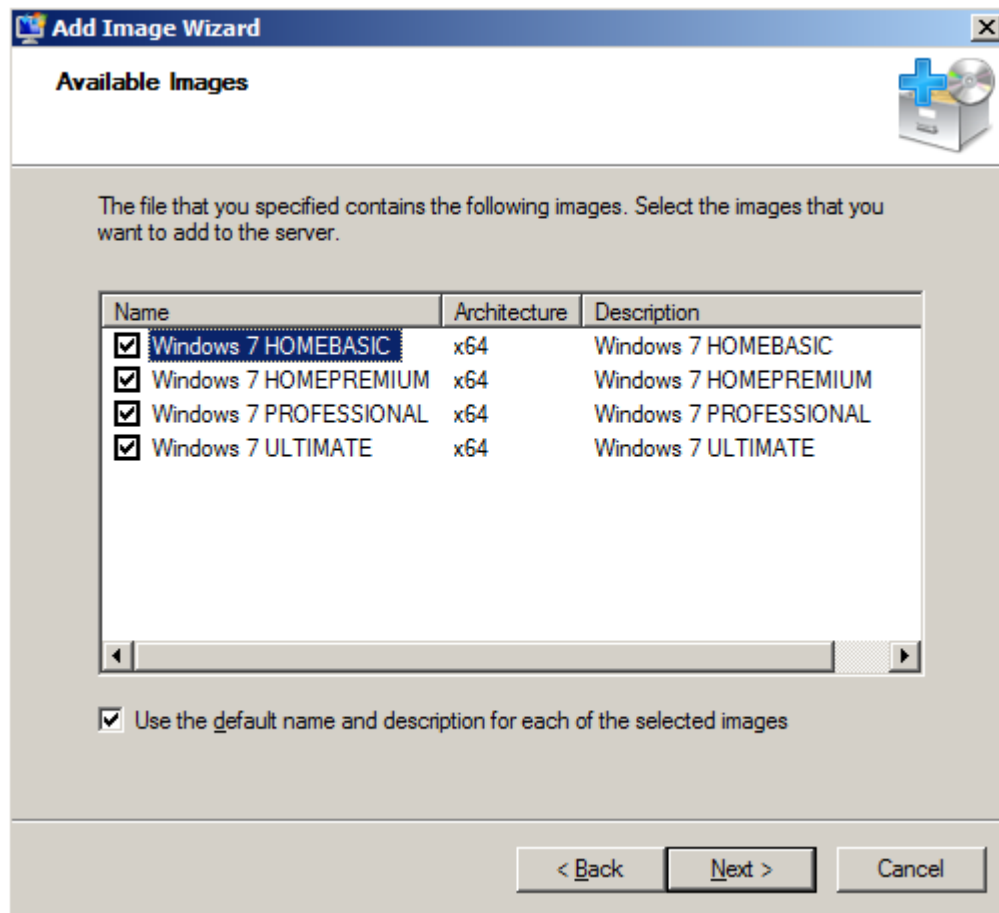 Add Image Wizard
Available Images
The file that you specified contains the following images. Select the images that you
want to add to the server.
Name Architecture Description
Windows 7 HOMEBASIC x64 Windows 7 HOMEBASIC
Windows 7 HOMEPREMIUM x64 Windows 7 HOMEPREMIUM
Windows 7 PROFESSIONAL x64 Windows 7 PROFESSIONAL
Windows 7 ULTIMATE x64 Windows 7 ULTIMATE
Use the default name and description for each of the selected images
< Back Next > Cancel